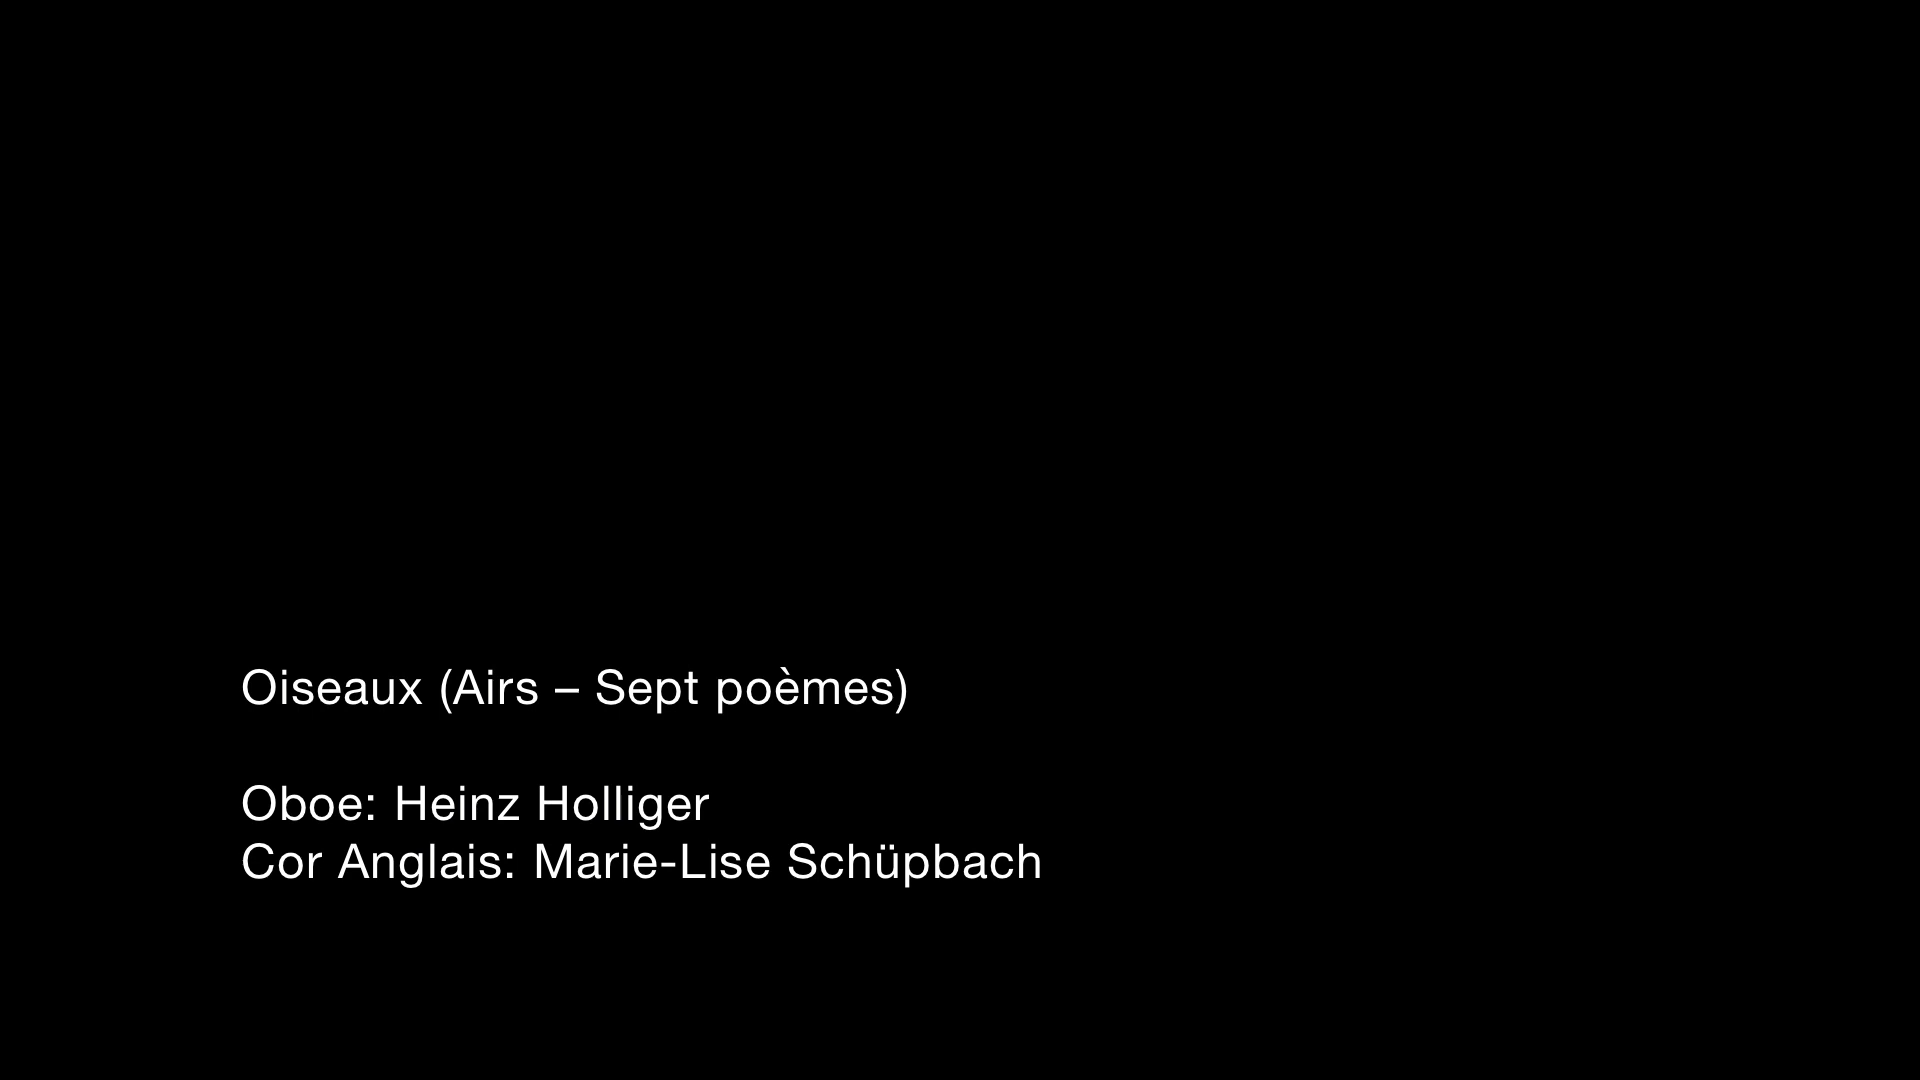 Oiseaux (Airs – Sept poèmes)
Oboe: Heinz Holliger
Cor Anglais: Marie-Lise Schüpbach